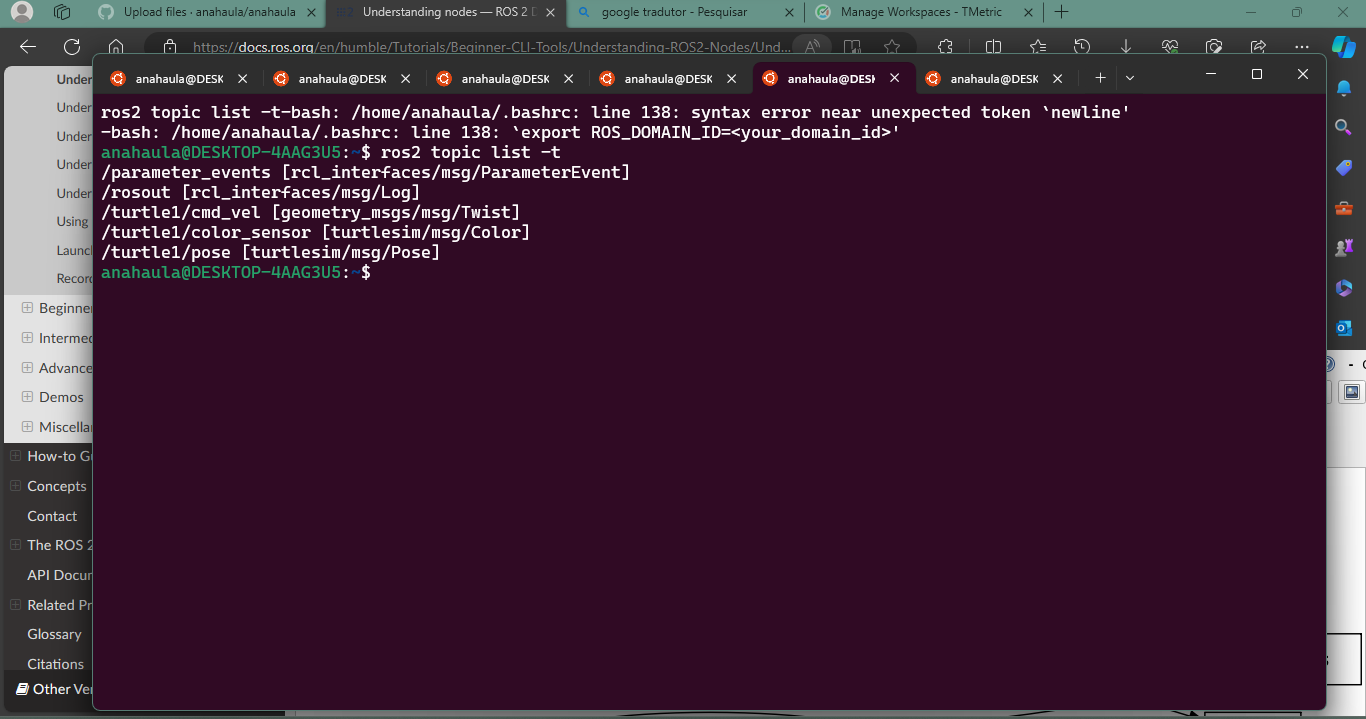 Upload files · anahaula/anahaula
Understanding nodes — ROS 2 D
google tradutor - Pesquisar
Manage Workspaces - TMetric
https://docs.ros.org/en/humble/Tutorials/Beginner-CLI-Tools/Understanding-ROS2-Nodes/Und...
anahaula@DESK
anahaula@DESK
anahaula@DESK
anahaula@DESK
anahaula@DESK
anahaula@DESK
ros2 topic list -t-bash: /home/anahaula/.bashrc: line 138: syntax error near unexpected token `newline'
-bash: /home/anahaula/.bashrc: line 138: `export ROS_DOMAIN_ID=<your_domain_id>'
anahaula@DESKTOP-4AAG3U5:~$ ros2 topic list -t
/parameter_events [rcl_interfaces/msg/ParameterEvent]
/rosout [rcl_interfaces/msg/Log]
/turtle1/cmd_vel [geometry_msgs/msg/Twist]
/turtle1/color_sensor [turtlesim/msg/Color]
/turtle1/pose [turtlesim/msg/Pose]
anahaula@DESKTOP-4AAG3U5:~$
Under
Under
Under
Under
Under
Using
Launc
Recor
Beginne
Intermed
Advance
Demos
Miscella
How-to G
Concepts
Contact
The ROS 2
API Docu
Related Pr
Glossary
Citations
Other Ve